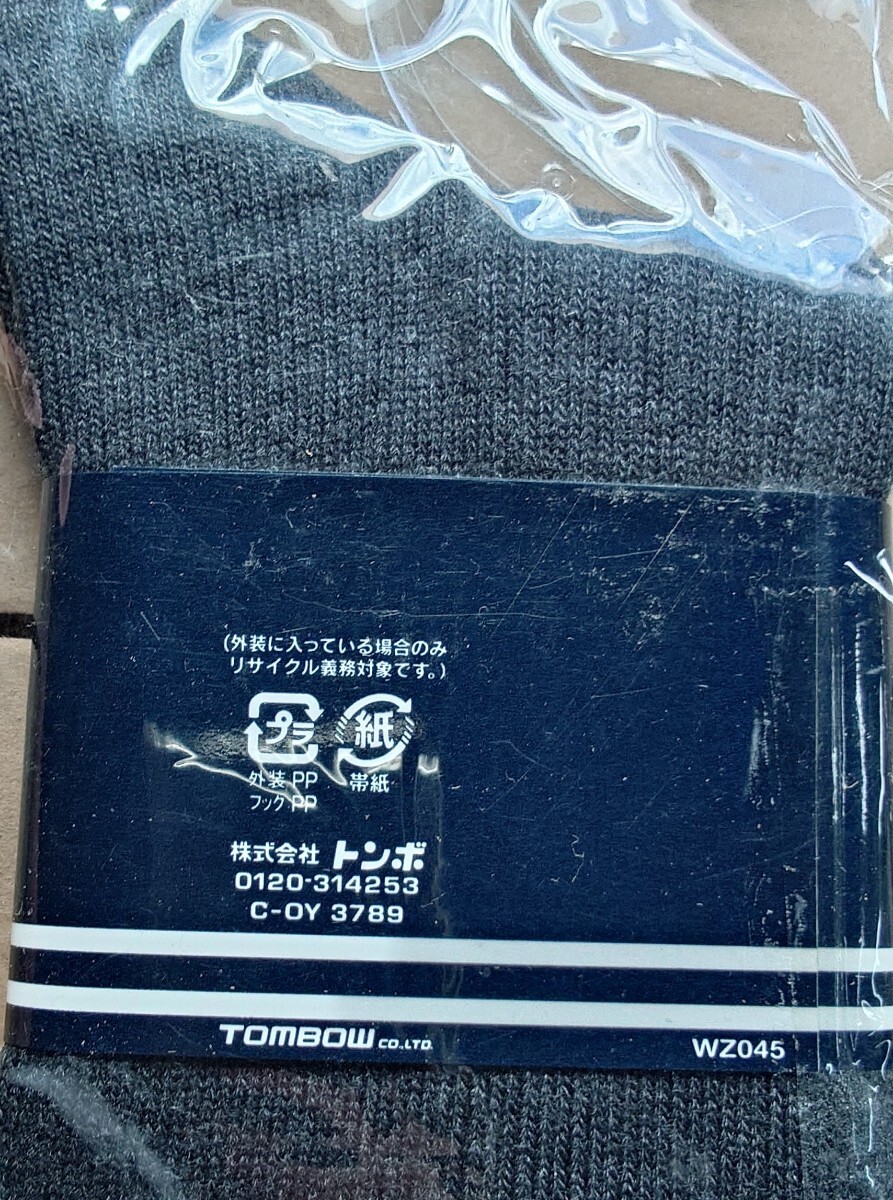 (外装に入っている場合のみ
リサイクル義務対象です。)
プラ 紙
外装 PP 帯紙
フック PP
株式会社 トンボ
0120-314253
C-OY 3789
TOMBOW CO.,LTD.
WZ045